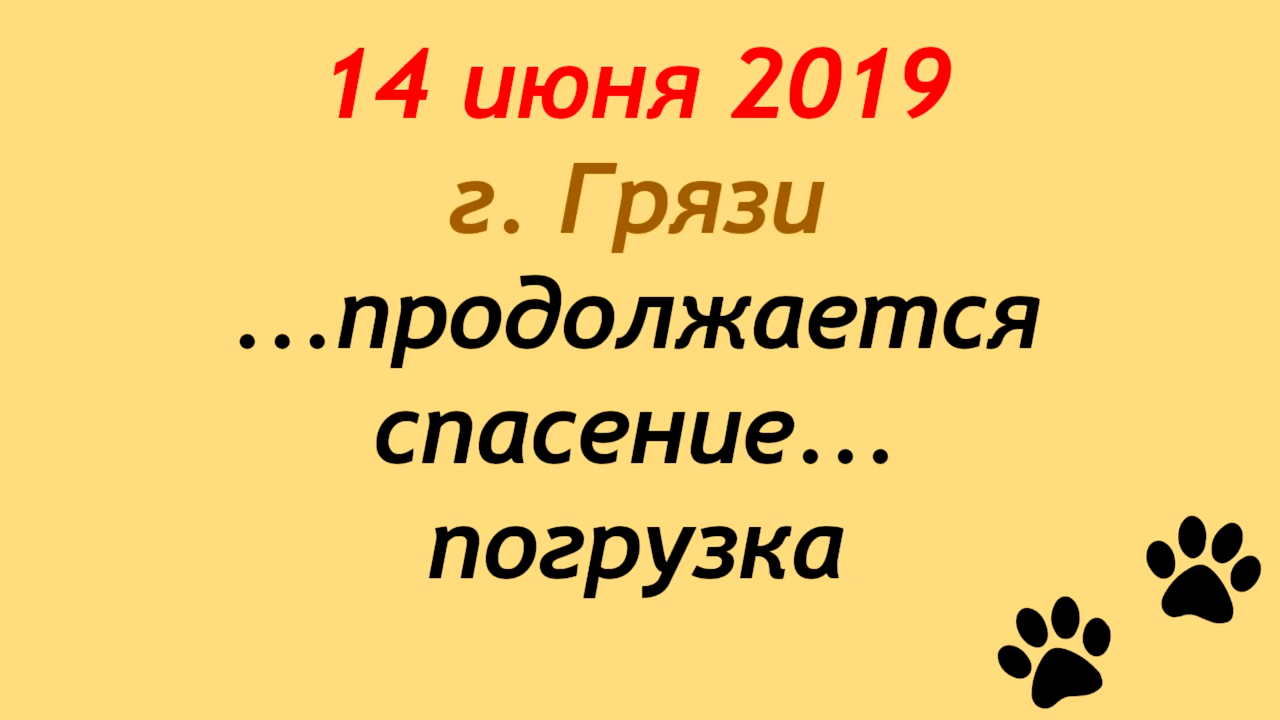 14 июня 2019
г. Грязи
...продолжается
спасение...
погрузка